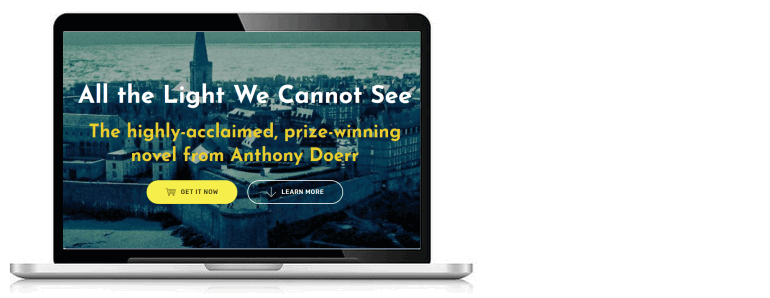 All the Light We Cannot See
The highly-acclaimed, prize-winning
novel from Anthony Doerr
GET IT NOW
LEARN MORE